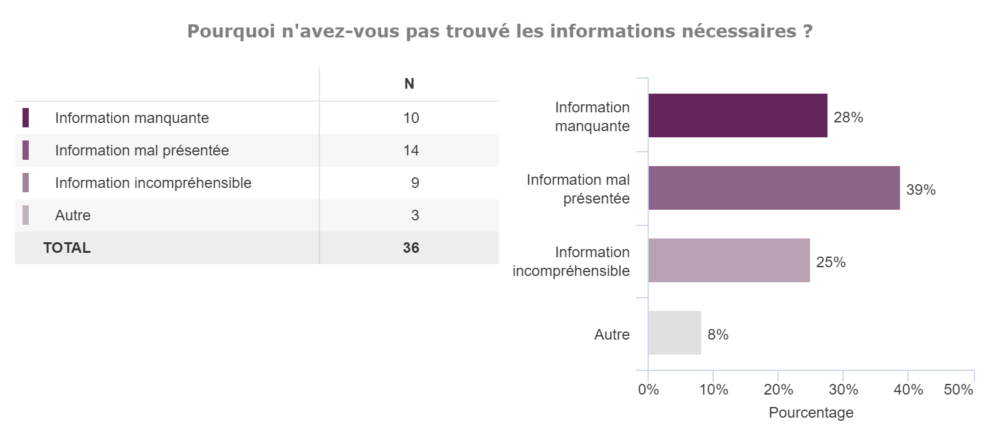 Pourquoi n'avez-vous pas trouvé les informations nécessaires ?
N
Information manquante 10
Information mal présentée 14
Information incompréhensible 9
Autre 3
TOTAL 36
Information
manquante
28%
Information mal
présentée
39%
Information
incompréhensible
25%
Autre
8%
0% 10% 20% 30% 40% 50%
Pourcentage